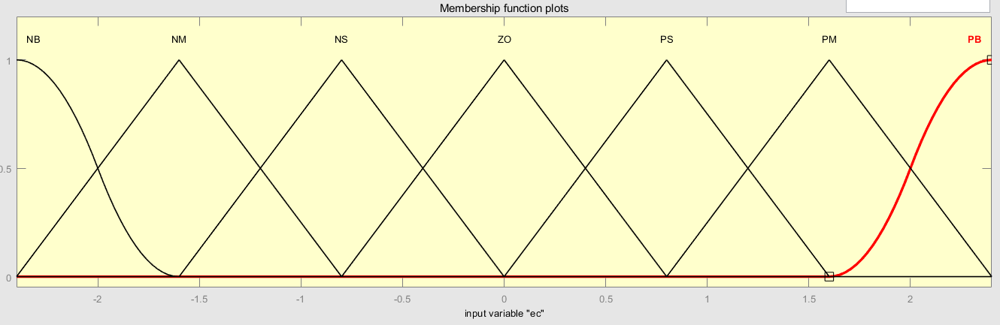 Membership function plots
NB NM NS ZO PS PM PB
1
0.5
0
-2 -1.5 -1 -0.5 0 0.5 1 1.5 2
input variable "ec"